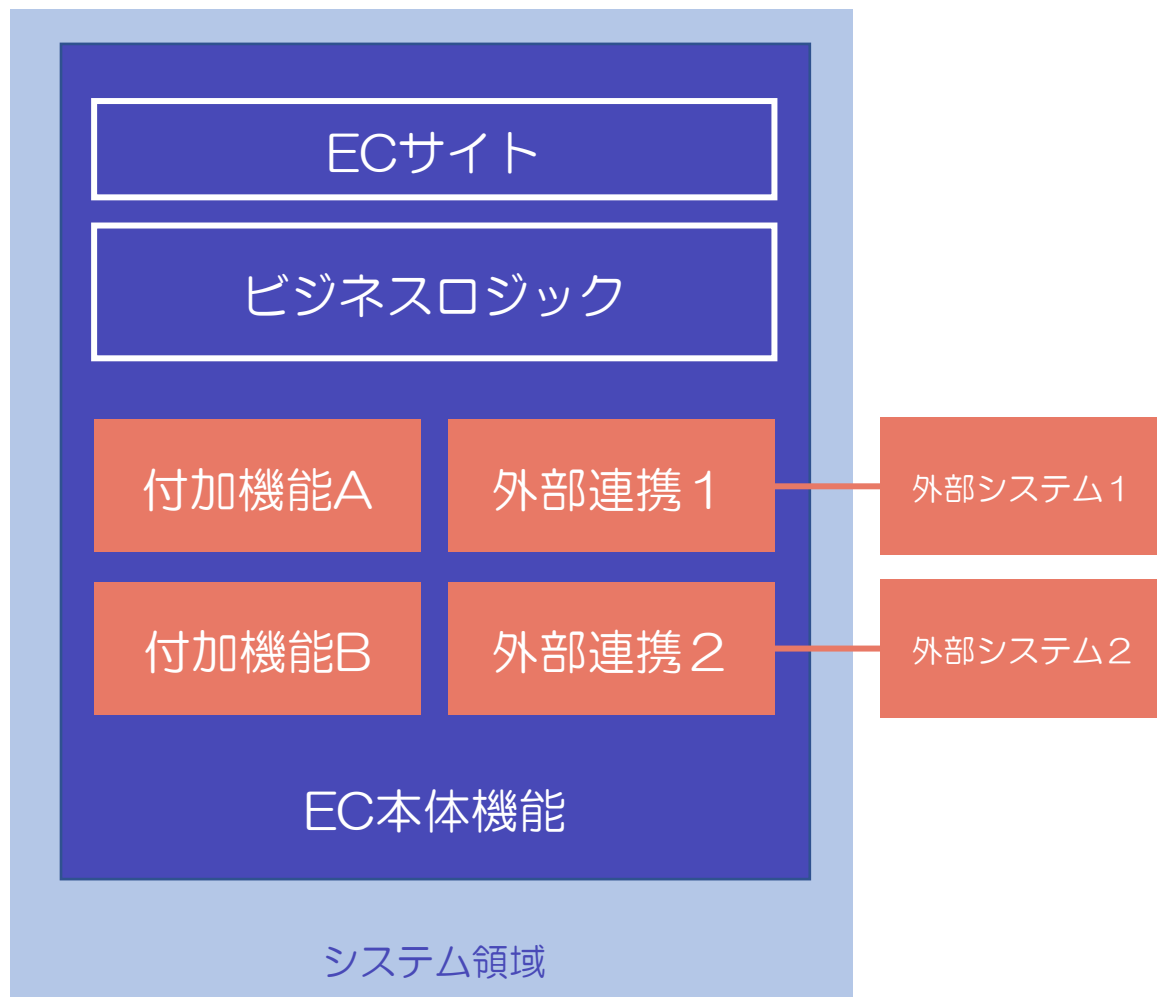 ECサイト
ビジネスロジック
付加機能A
外部連携１
外部システム１
付加機能B
外部連携２
外部システム２
EC本体機能
システム領域